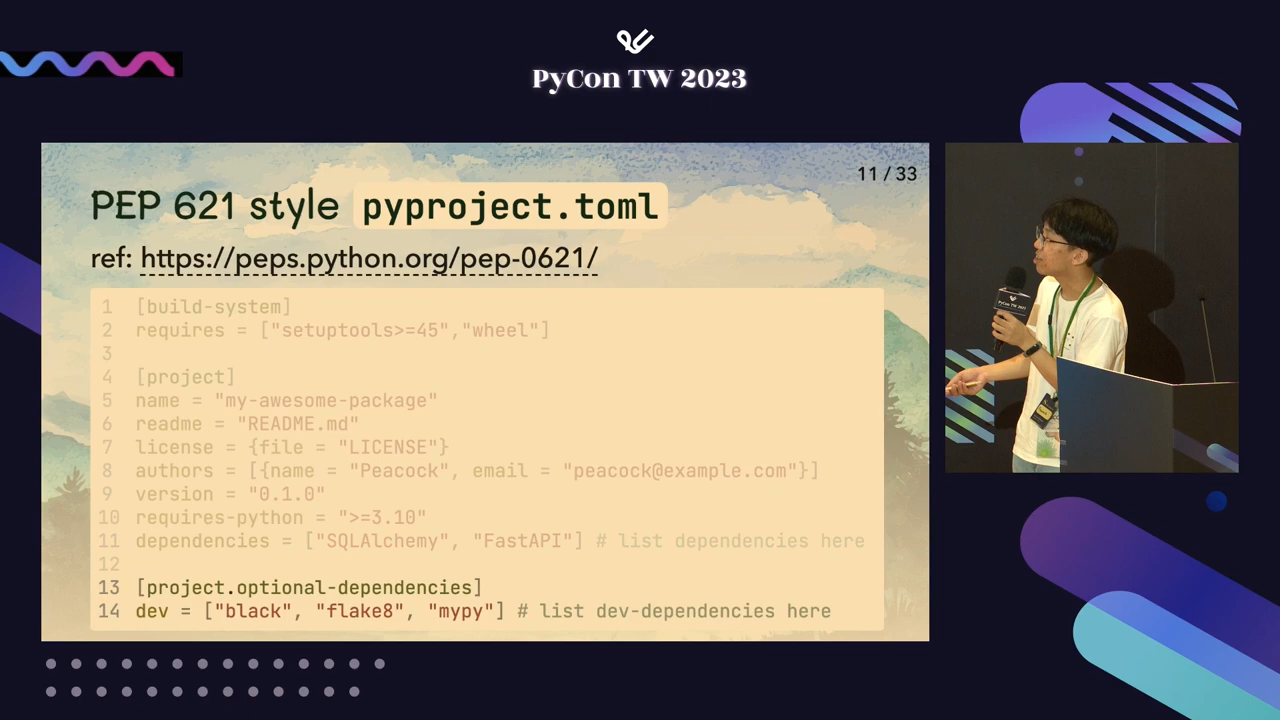 PyCon TW 2023
11 / 33
PEP 621 style pyproject.toml
ref: https://peps.python.org/pep-0621/
1 [build-system]
2 requires = ["setuptools>=45","wheel"]
3
4 [project]
5 name = "my-awesome-package"
6 readme = "README.md"
7 license = {file = "LICENSE"}
8 authors = [{name = "Peacock", email = "peacock@example.com"}]
9 version = "0.1.0"
10 requires-python = ">=3.10"
11 dependencies = ["SQLAlchemy", "FastAPI"] # list dependencies here
12
13 [project.optional-dependencies]
14 dev = ["black", "flake8", "mypy"] # list dev-dependencies here
PyCon TW 2023